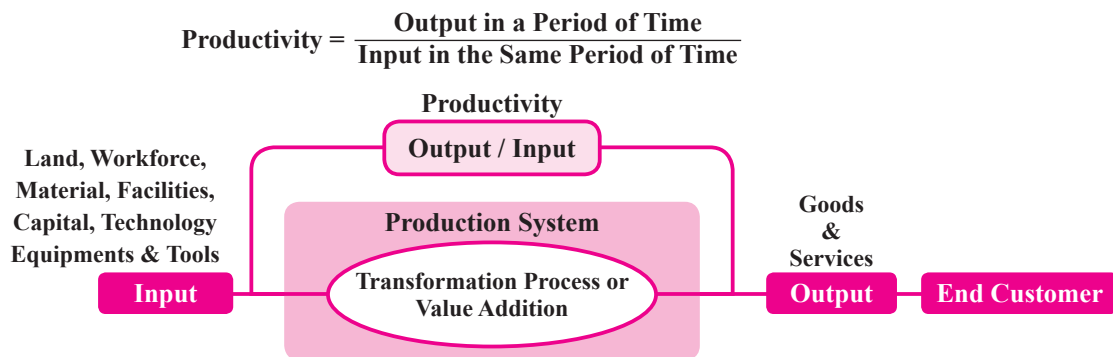 Productivity = Output in a Period of Time
Input in the Same Period of Time
Productivity
Output / Input
Land, Workforce,
Material, Facilities,
Capital, Technology
Equipments & Tools
Input
Production System
Transformation Process or
Value Addition
Goods
&
Services
Output
End Customer